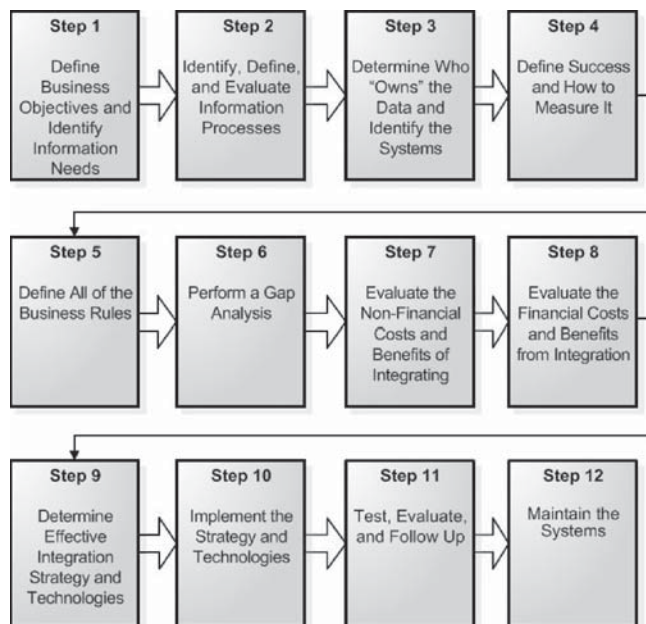 Step 1
Define
Business
Objectives and
Identify
Information
Needs
Step 2
Identify, Define,
and Evaluate
Information
Processes
Step 3
Determine Who
"Owns" the
Data and
Identify the
Systems
Step 4
Define Success
and How to
Measure It
Step 5
Define All of the
Business Rules
Step 6
Perform a Gap
Analysis
Step 7
Evaluate the
Non-Financial
Costs and
Benefits of
Integrating
Step 8
Evaluate the
Financial Costs
and Benefits
from Integration
Step 9
Determine
Effective
Integration
Strategy and
Technologies
Step 10
Implement the
Strategy and
Technologies
Step 11
Test, Evaluate,
and Follow Up
Step 12
Maintain the
Systems